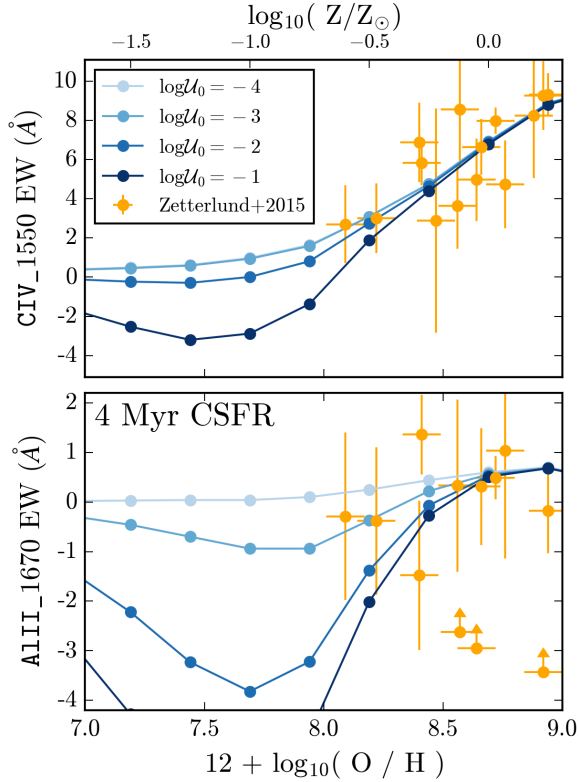 log₁₀( Z/Z☉)
−1.5 −1.0 −0.5 0.0
CIV_1550 EW (Å)
10
8
6
4
2
0
−2
−4
log𝒰₀ = − 4
log𝒰₀ = − 3
log𝒰₀ = − 2
log𝒰₀ = − 1
Zetterlund+2015
AlII_1670 EW (Å)
4 Myr CSFR
2
1
0
−1
−2
−3
−4
7.0 7.5 8.0 8.5 9.0
12 + log₁₀( O / H)